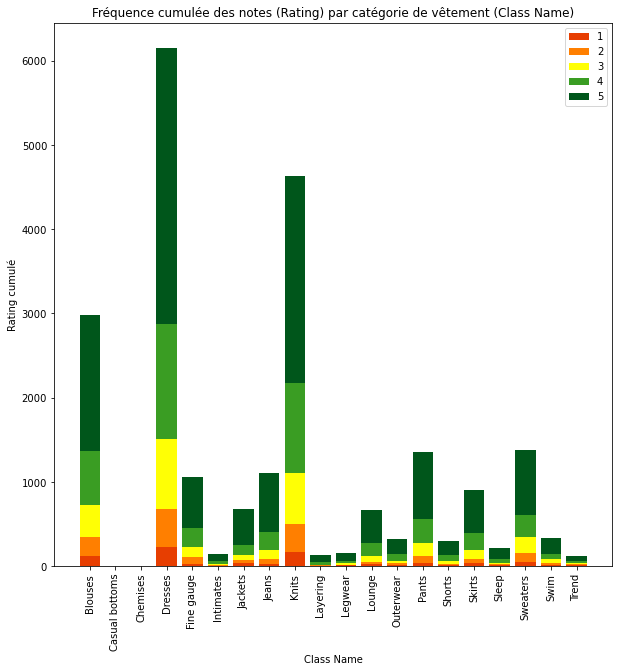 Fréquence cumulée des notes (Rating) par catégorie de vêtement (Class Name)
1
2
3
4
5
6000
5000
4000
3000
2000
1000
0
Rating cumulé
Blouses
Casual bottoms
Chemises
Dresses
Fine gauge
Intimates
Jackets
Jeans
Knits
Layering
Legwear
Lounge
Outerwear
Pants
Shorts
Skirts
Sleep
Sweaters
Swim
Trend
Class Name